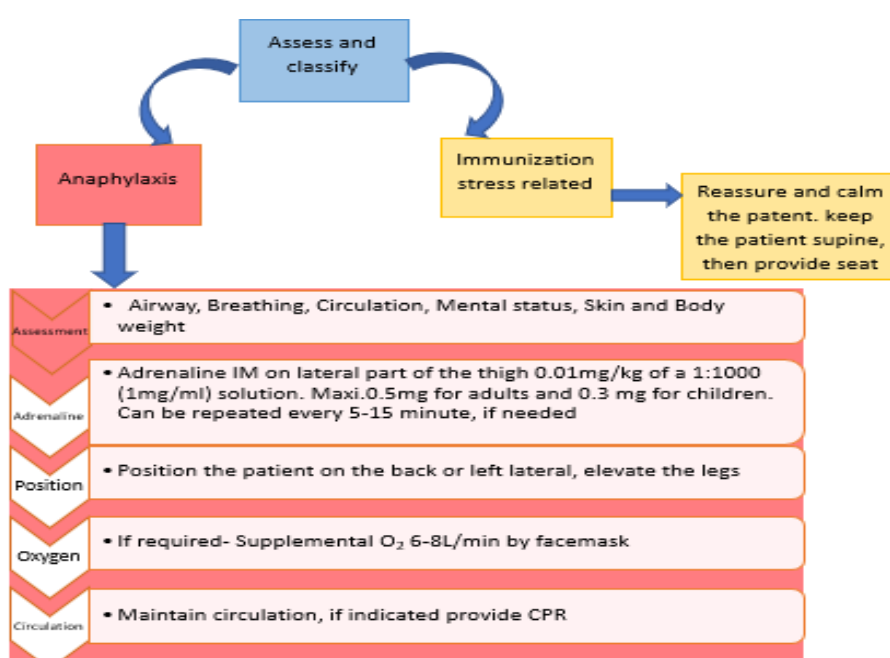 Assess and
classify
Anaphylaxis
Immunization
stress related
Reassure and calm
the patent. keep
the patient supine,
then provide seat
Assessment
• Airway, Breathing, Circulation, Mental status, Skin and Body
weight
Adrenaline
• Adrenaline IM on lateral part of the thigh 0.01mg/kg of a 1:1000
(1mg/ml) solution. Maxi.0.5mg for adults and 0.3 mg for children.
Can be repeated every 5-15 minute, if needed
Position
• Position the patient on the back or left lateral, elevate the legs
Oxygen
• If required- Supplemental O₂ 6-8L/min by facemask
Circulation
• Maintain circulation, if indicated provide CPR